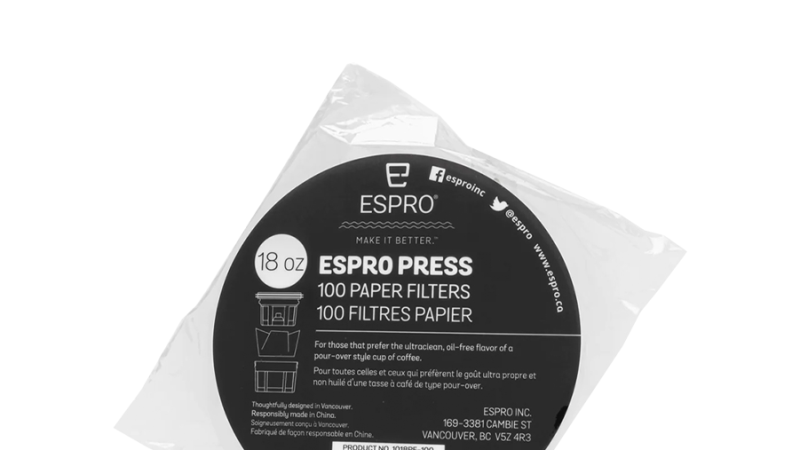 ESPRO®
MAKE IT BETTER.™
esproinc
@espro
www.espro.ca
18 oz
ESPRO PRESS
100 PAPER FILTERS
100 FILTRES PAPIER
For those that prefer the ultraclean, oil-free flavor of a
pour-over style cup of coffee.
Pour toutes celles et ceux qui préfèrent le goût ultra propre et
non huilé d'une tasse à café de type pour-over.
Thoughtfully designed in Vancouver.
Responsibly made in China.
Soigneusement conçu à Vancouver.
Fabriqué de façon responsable en Chine.
ESPRO INC.
169-3381 CAMBIE ST
VANCOUVER, BC V5Z 4R3
PRODUCT NO.